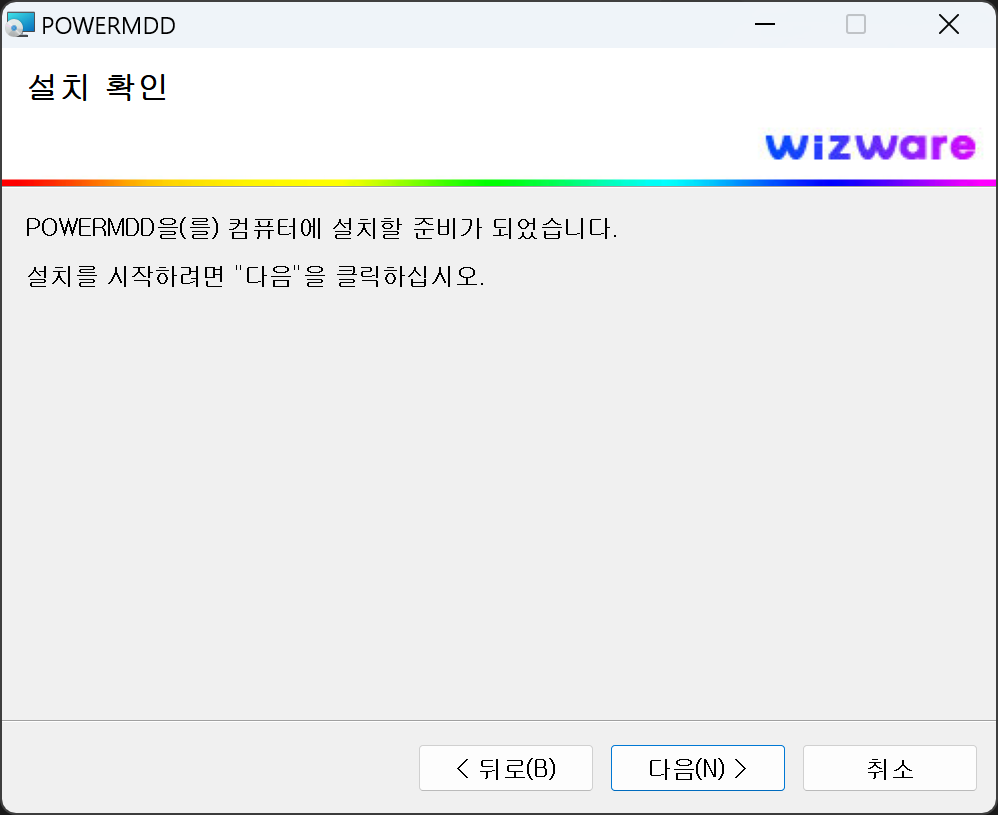 POWERMDD
설치 확인
wizware
POWERMDD을(를) 컴퓨터에 설치할 준비가 되었습니다.
설치를 시작하려면 "다음"을 클릭하십시오.
< 뒤로(B)
다음(N) >
취소